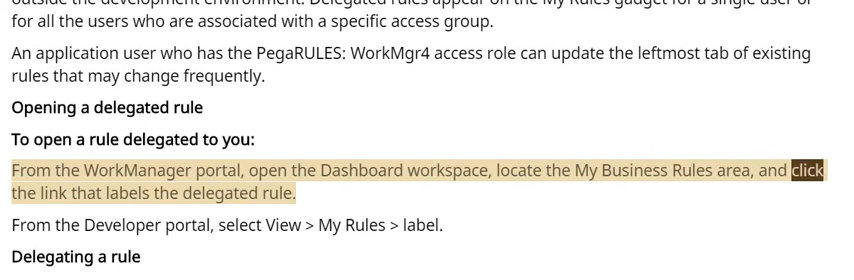 for all the users who are associated with a specific access group.
An application user who has the PegaRULES: WorkMgr4 access role can update the leftmost tab of existing
rules that may change frequently.
Opening a delegated rule
To open a rule delegated to you:
From the WorkManager portal, open the Dashboard workspace, locate the My Business Rules area, and click
the link that labels the delegated rule.
From the Developer portal, select View > My Rules > label.
Delegating a rule